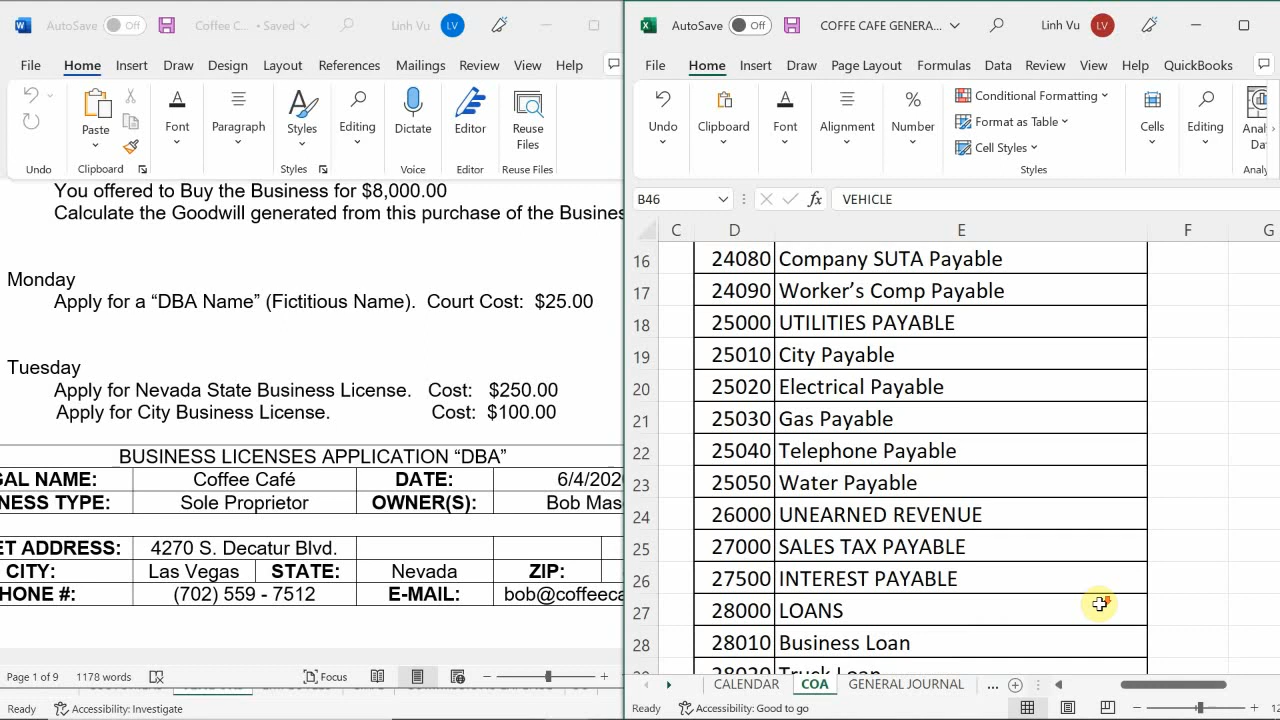 AutoSave Off Coffee C... • Saved Linh Vu LV
File Home Insert Draw Design Layout References Mailings Review View Help
Paste Font Paragraph Styles Editing Dictate Editor Reuse Files
Undo Clipboard Styles Voice Editor Reuse Files
You offered to Buy the Business for $8,000.00
Calculate the Goodwill generated from this purchase of the Busines
Monday
Apply for a “DBA Name” (Fictitious Name). Court Cost: $25.00
Tuesday
Apply for Nevada State Business License. Cost: $250.00
Apply for City Business License. Cost: $100.00
BUSINESS LICENSES APPLICATION “DBA”
GAL NAME: Coffee Café DATE: 6/4/202
NESS TYPE: Sole Proprietor OWNER(S): Bob Mas
ET ADDRESS: 4270 S. Decatur Blvd.
CITY: Las Vegas STATE: Nevada ZIP:
HONE #: (702) 559 - 7512 E-MAIL: bob@coffeeca
Page 1 of 9 1178 words Focus
Ready Accessibility: Investigate
AutoSave Off COFFE CAFE GENERA... Linh Vu LV
File Home Insert Draw Page Layout Formulas Data Review View Help QuickBooks
Undo Clipboard Font Alignment Number Conditional Formatting Format as Table Cell Styles Cells Editing Anal Da
Styles Analy
B46 fx VEHICLE
C D E F G
16 24080 Company SUTA Payable
17 24090 Worker’s Comp Payable
18 25000 UTILITIES PAYABLE
19 25010 City Payable
20 25020 Electrical Payable
21 25030 Gas Payable
22 25040 Telephone Payable
23 25050 Water Payable
24 26000 UNEARNED REVENUE
25 27000 SALES TAX PAYABLE
26 27500 INTEREST PAYABLE
27 28000 LOANS
28 28010 Business Loan
28020 Truck Loan
CALENDAR COA GENERAL JOURNAL ...
Ready Accessibility: Good to go 12